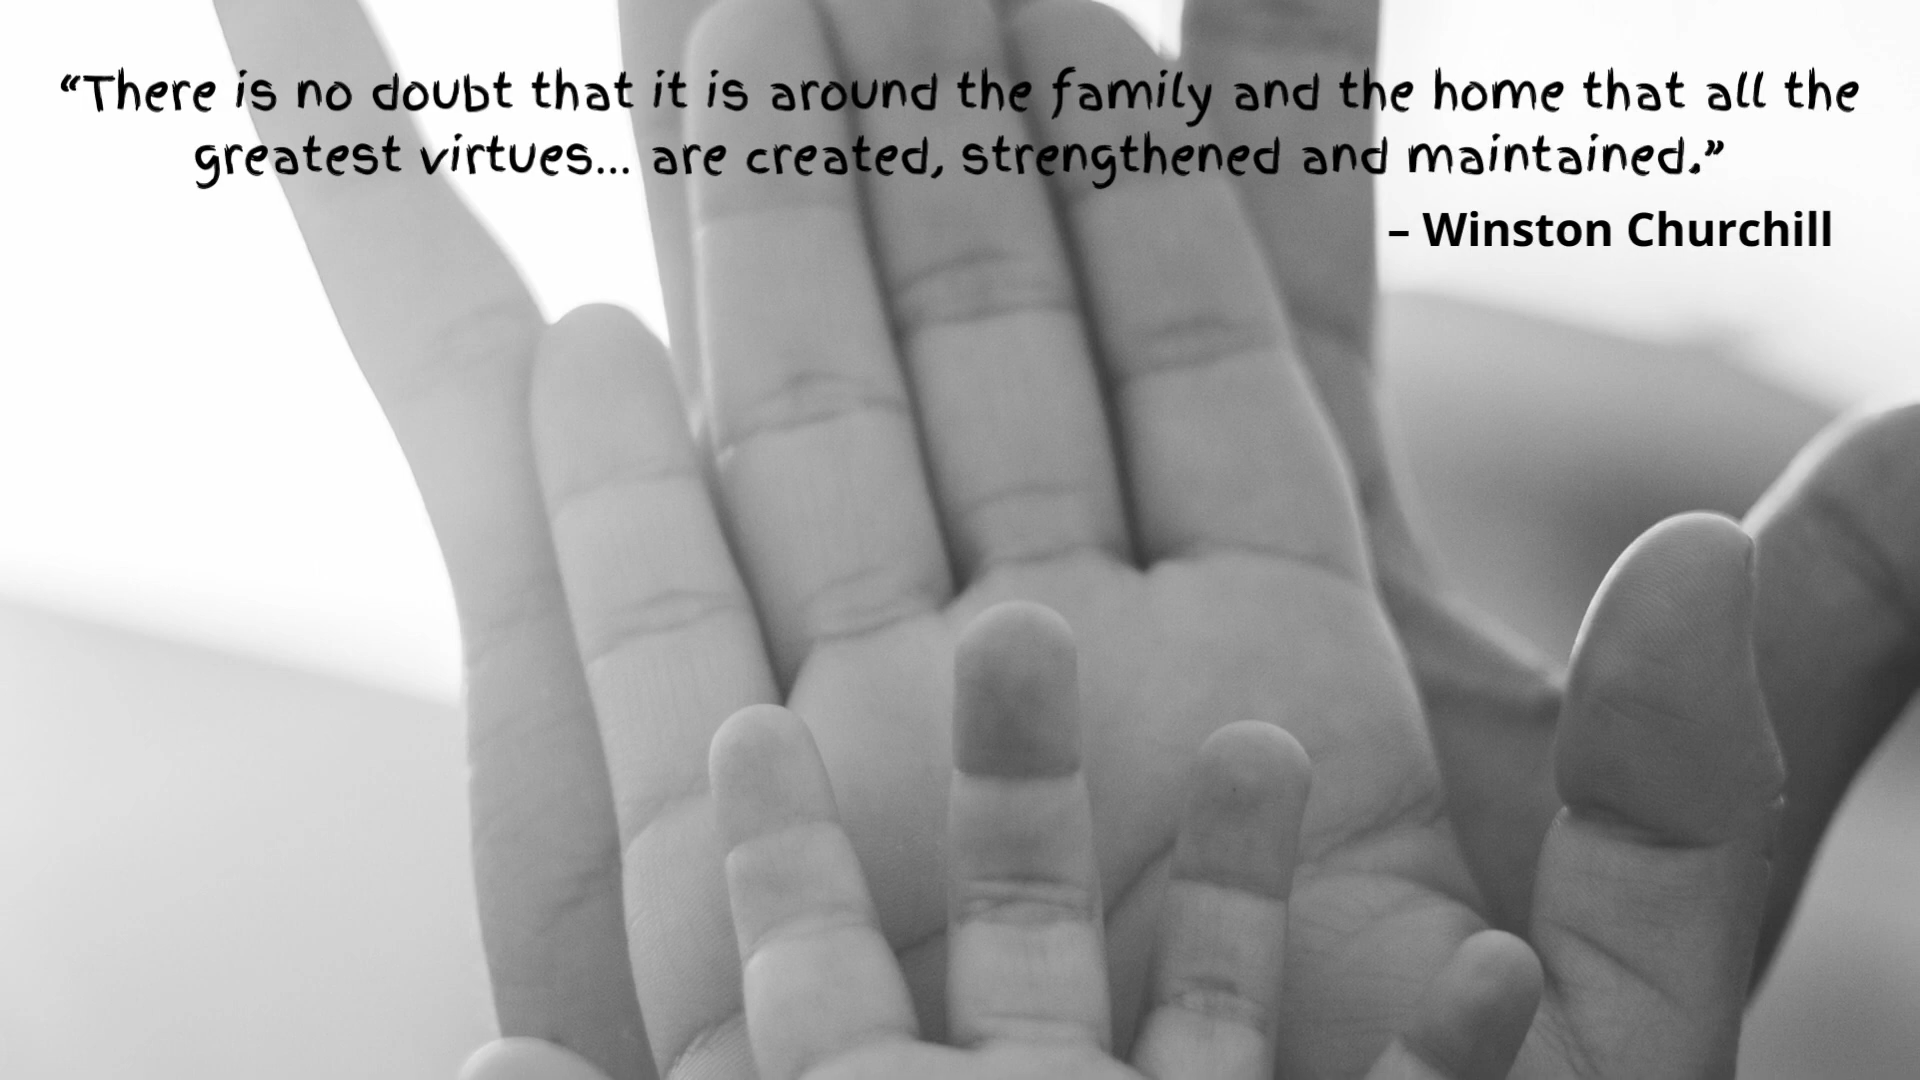 “There is no doubt that it is around the family and the home that all the
greatest virtues... are created, strengthened and maintained.”
– Winston Churchill